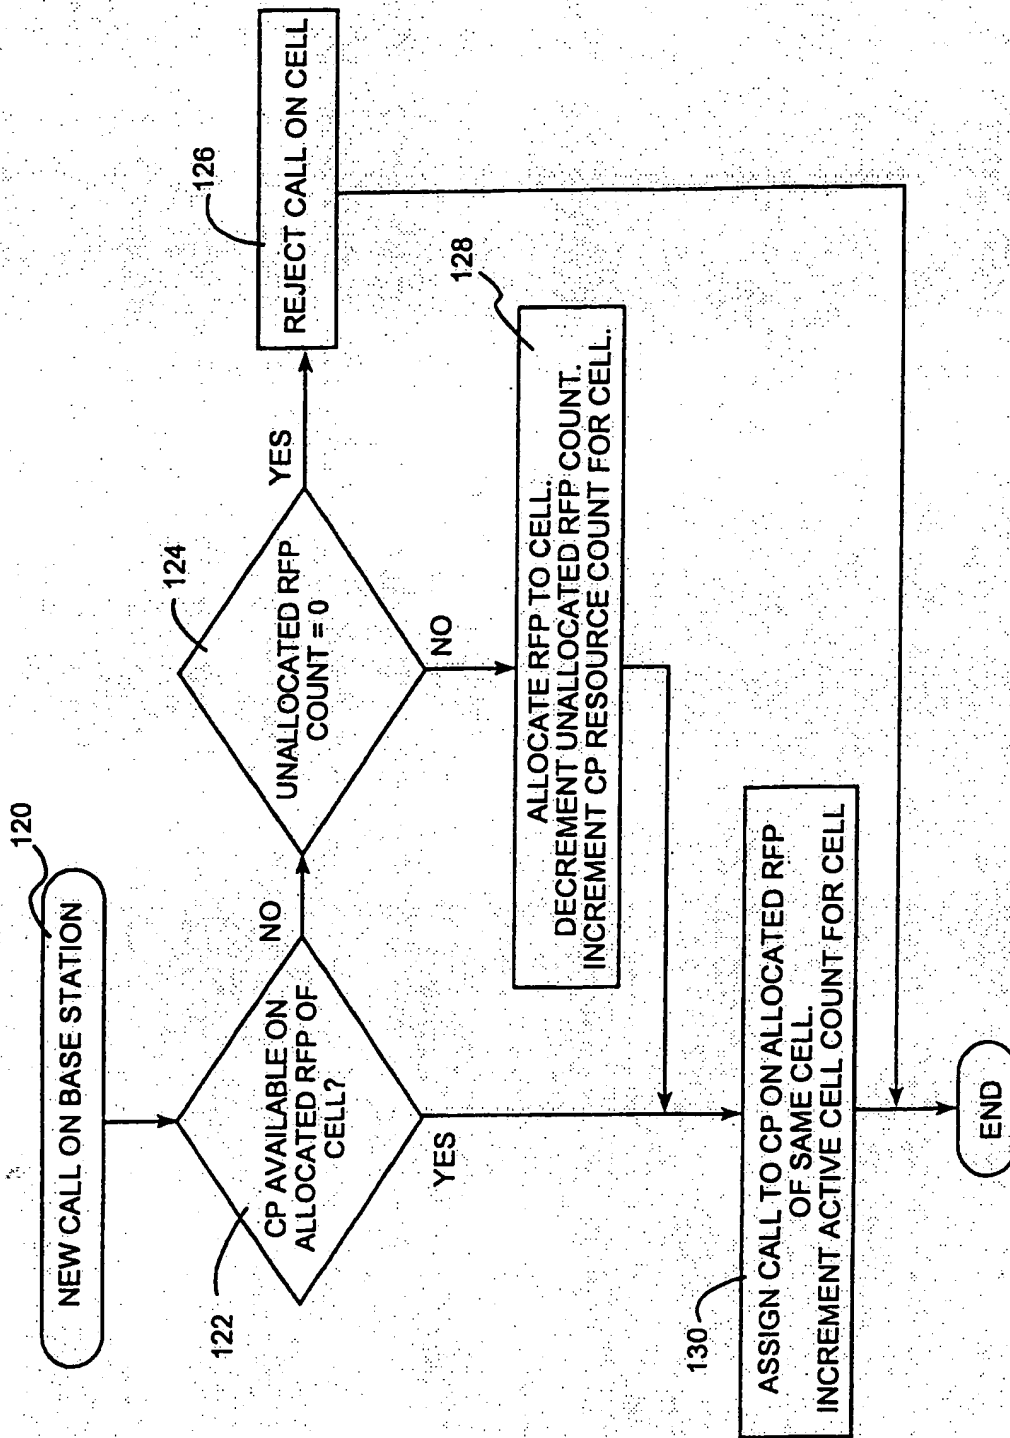 120
NEW CALL ON BASE STATION
122
CP AVAILABLE ON
ALLOCATED RFP OF
CELL?
NO
YES
124
UNALLOCATED RFP
COUNT = 0
YES
NO
126
REJECT CALL ON CELL
128
ALLOCATE RFP TO CELL.
DECREMENT UNALLOCATED RFP COUNT.
INCREMENT CP RESOURCE COUNT FOR CELL.
130
ASSIGN CALL TO CP ON ALLOCATED RFP
OF SAME CELL.
INCREMENT ACTIVE CELL COUNT FOR CELL
END